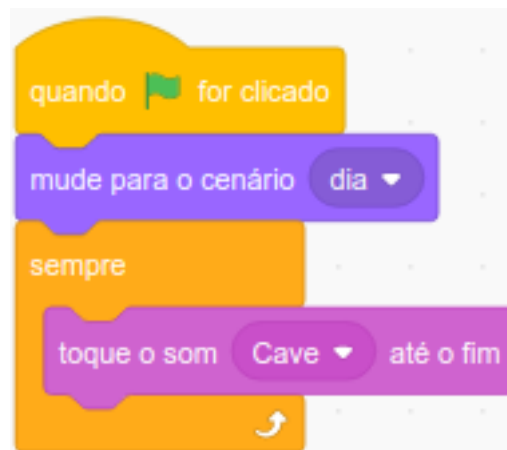 quando for clicado
mude para o cenário dia
sempre
toque o som Cave até o fim